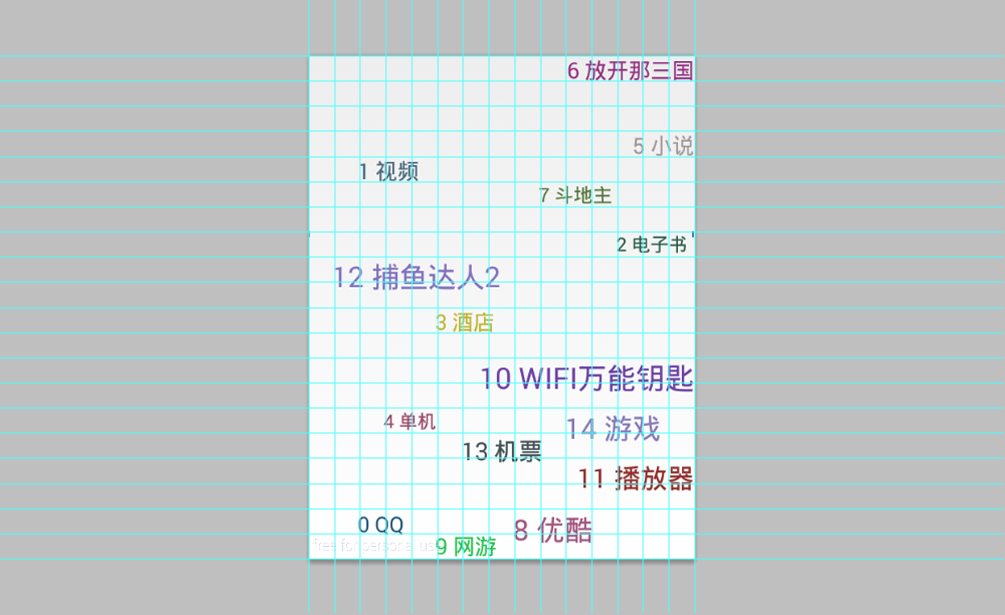 6 放开那三国
5 小说
1 视频
7 斗地主
2 电子书
12 捕鱼达人2
3 酒店
10 WIFI万能钥匙
4 单机
14 游戏
13 机票
11 播放器
0 QQ
8 优酷
free for personal use
9 网游